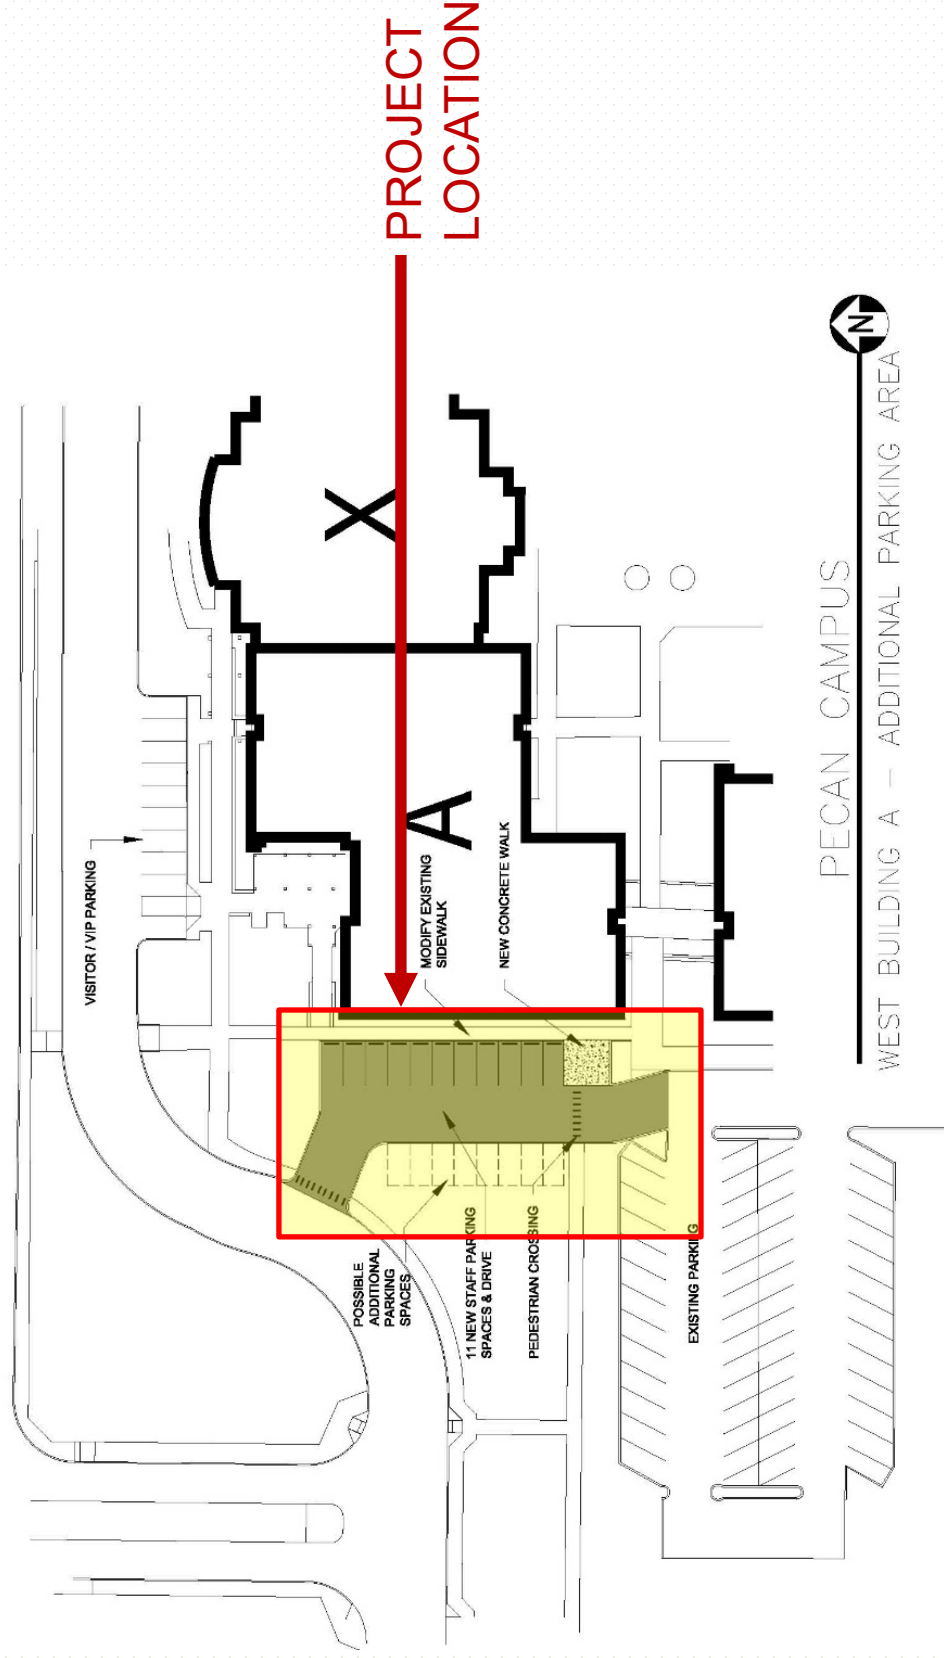 PROJECT
LOCATION
VISITOR / VIP PARKING
X
A
MODIFY EXISTING
SIDEWALK
NEW CONCRETE WALK
POSSIBLE
ADDITIONAL
PARKING
SPACES
11 NEW STAFF PARKING
SPACES & DRIVE
PEDESTRIAN CROSSING
EXISTING PARKING
N
PECAN CAMPUS
WEST BUILDING A - ADDITIONAL PARKING AREA